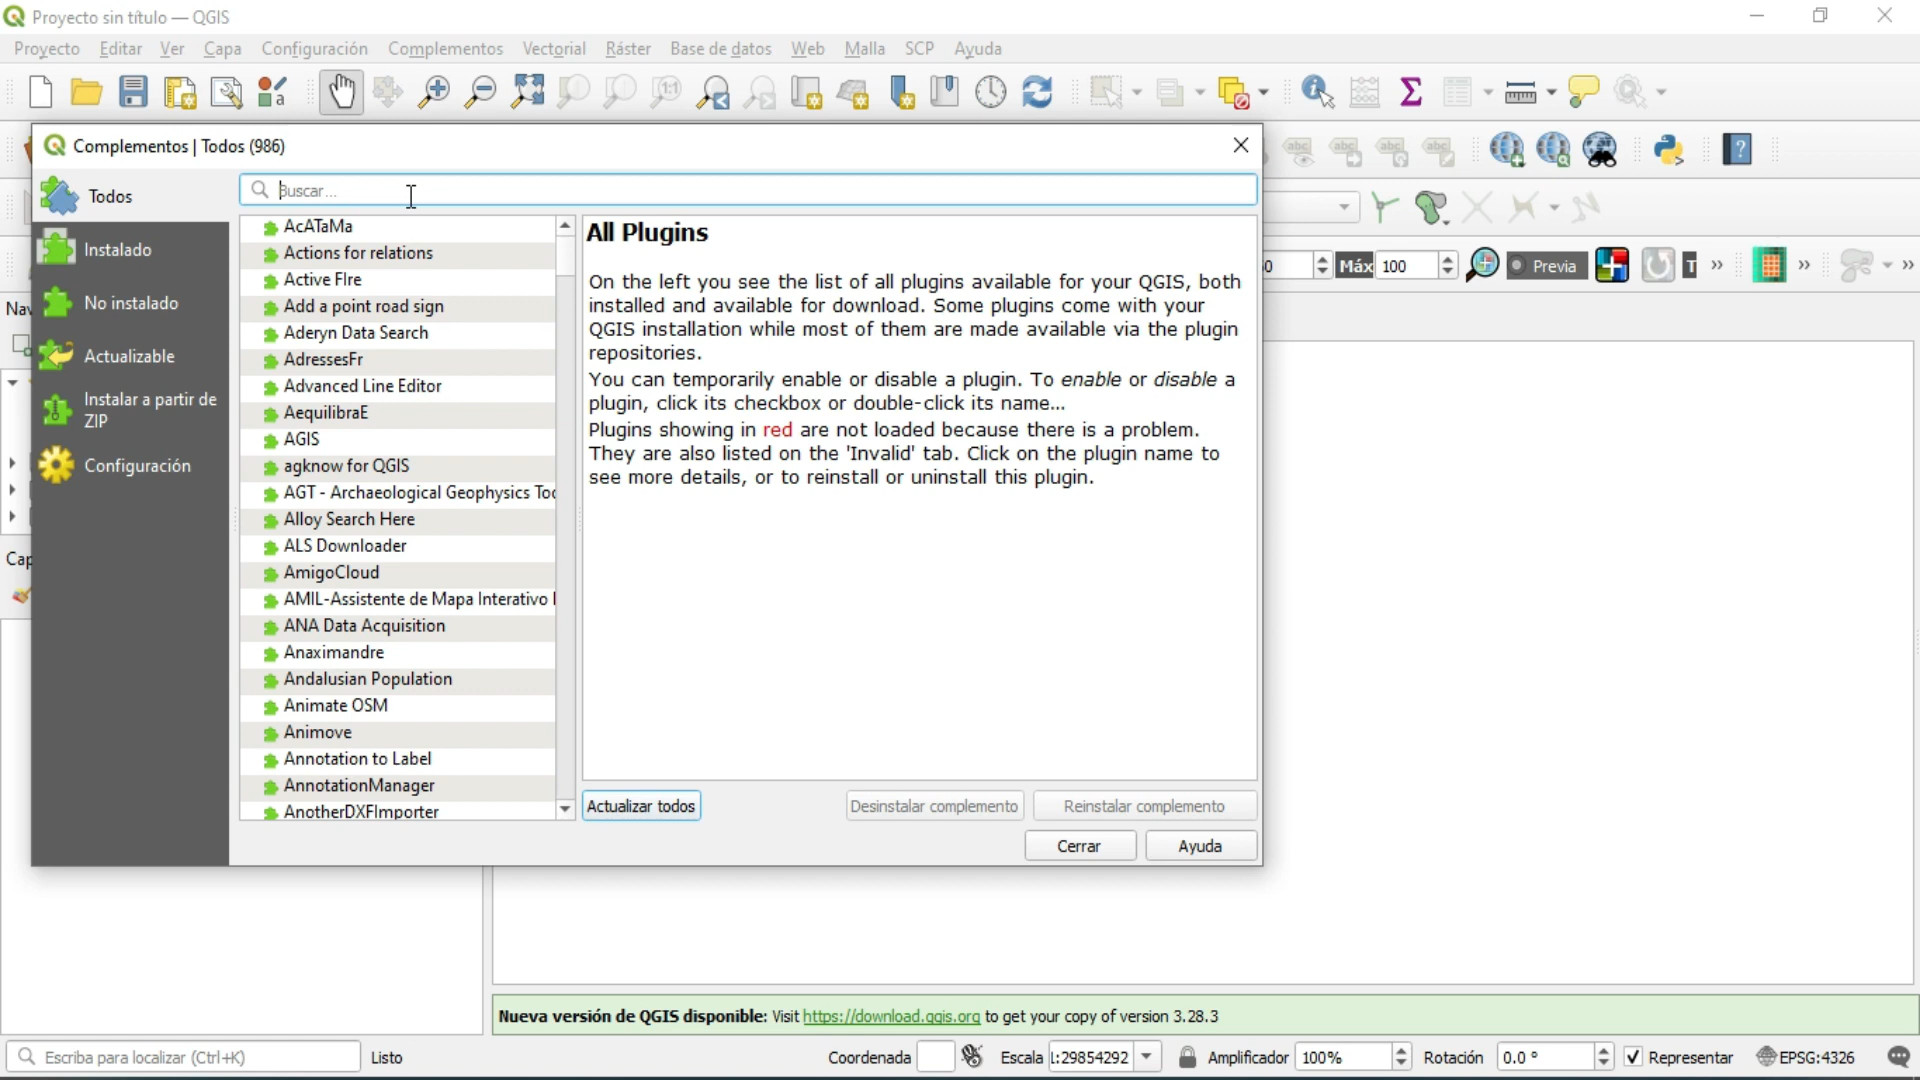 Proyecto sin título — QGIS
Proyecto Editar Ver Capa Configuración Complementos Vectorial Ráster Base de datos Web Malla SCP Ayuda
Complementos | Todos (986)
Todos
Instalado
No instalado
Actualizable
Instalar a partir de
ZIP
Configuración
Buscar...
AcATaMa
Actions for relations
Active FIre
Add a point road sign
Aderyn Data Search
AdressesFr
Advanced Line Editor
AequilibraE
AGIS
agknow for QGIS
AGT - Archaeological Geophysics Too
Alloy Search Here
ALS Downloader
AmigoCloud
AMIL-Assistente de Mapa Interativo
ANA Data Acquisition
Anaximandre
Andalusian Population
Animate OSM
Animove
Annotation to Label
AnnotationManager
AnotherDXFImporter
All Plugins
On the left you see the list of all plugins available for your QGIS, both
installed and available for download. Some plugins come with your
QGIS installation while most of them are made available via the plugin
repositories.
You can temporarily enable or disable a plugin. To enable or disable a
plugin, click its checkbox or double-click its name...
Plugins showing in red are not loaded because there is a problem.
They are also listed on the 'Invalid' tab. Click on the plugin name to
see more details, or to reinstall or uninstall this plugin.
Actualizar todos
Desinstalar complemento
Reinstalar complemento
Cerrar
Ayuda
abc abc abc abc
0 Máx 100 Previa T
Nav
Cap
Nueva versión de QGIS disponible: Visit https://download.qgis.org to get your copy of version 3.28.3
Escriba para localizar (Ctrl+K) Listo Coordenada Escala L:29854292 Amplificador 100% Rotación 0.0 ° Representar EPSG:4326